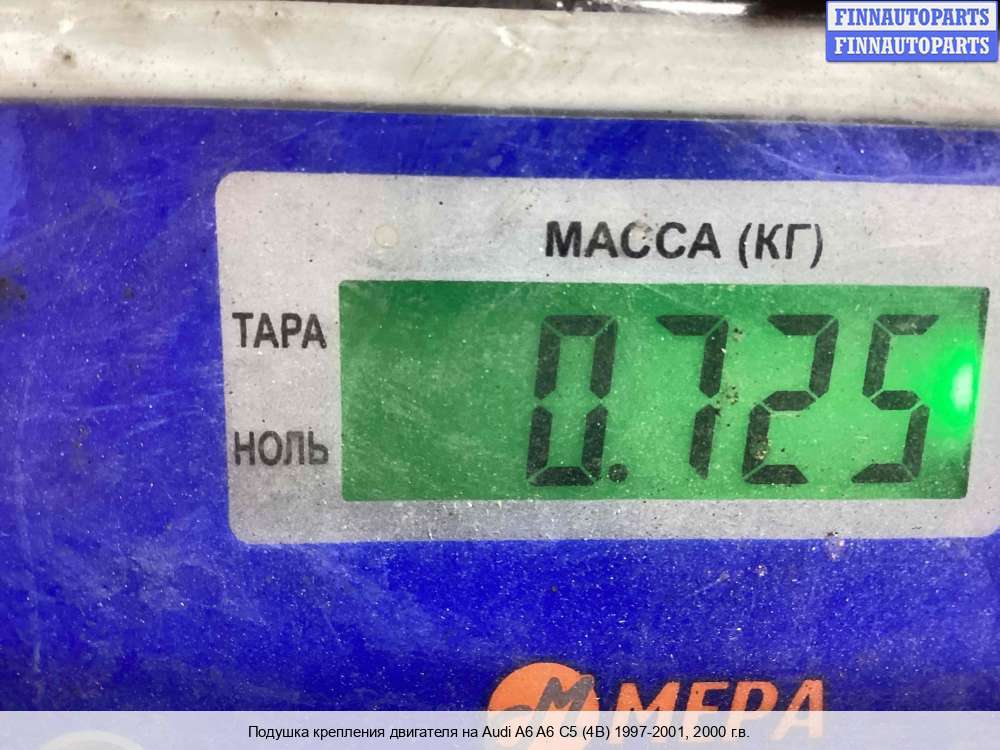 FINNAUTOPARTS
FINNAUTOPARTS
МАССА (КГ)
ТАРА
0.725
НОЛЬ
МЕРА
Подушка крепления двигателя на Audi A6 A6 C5 (4B) 1997-2001, 2000 г.в.